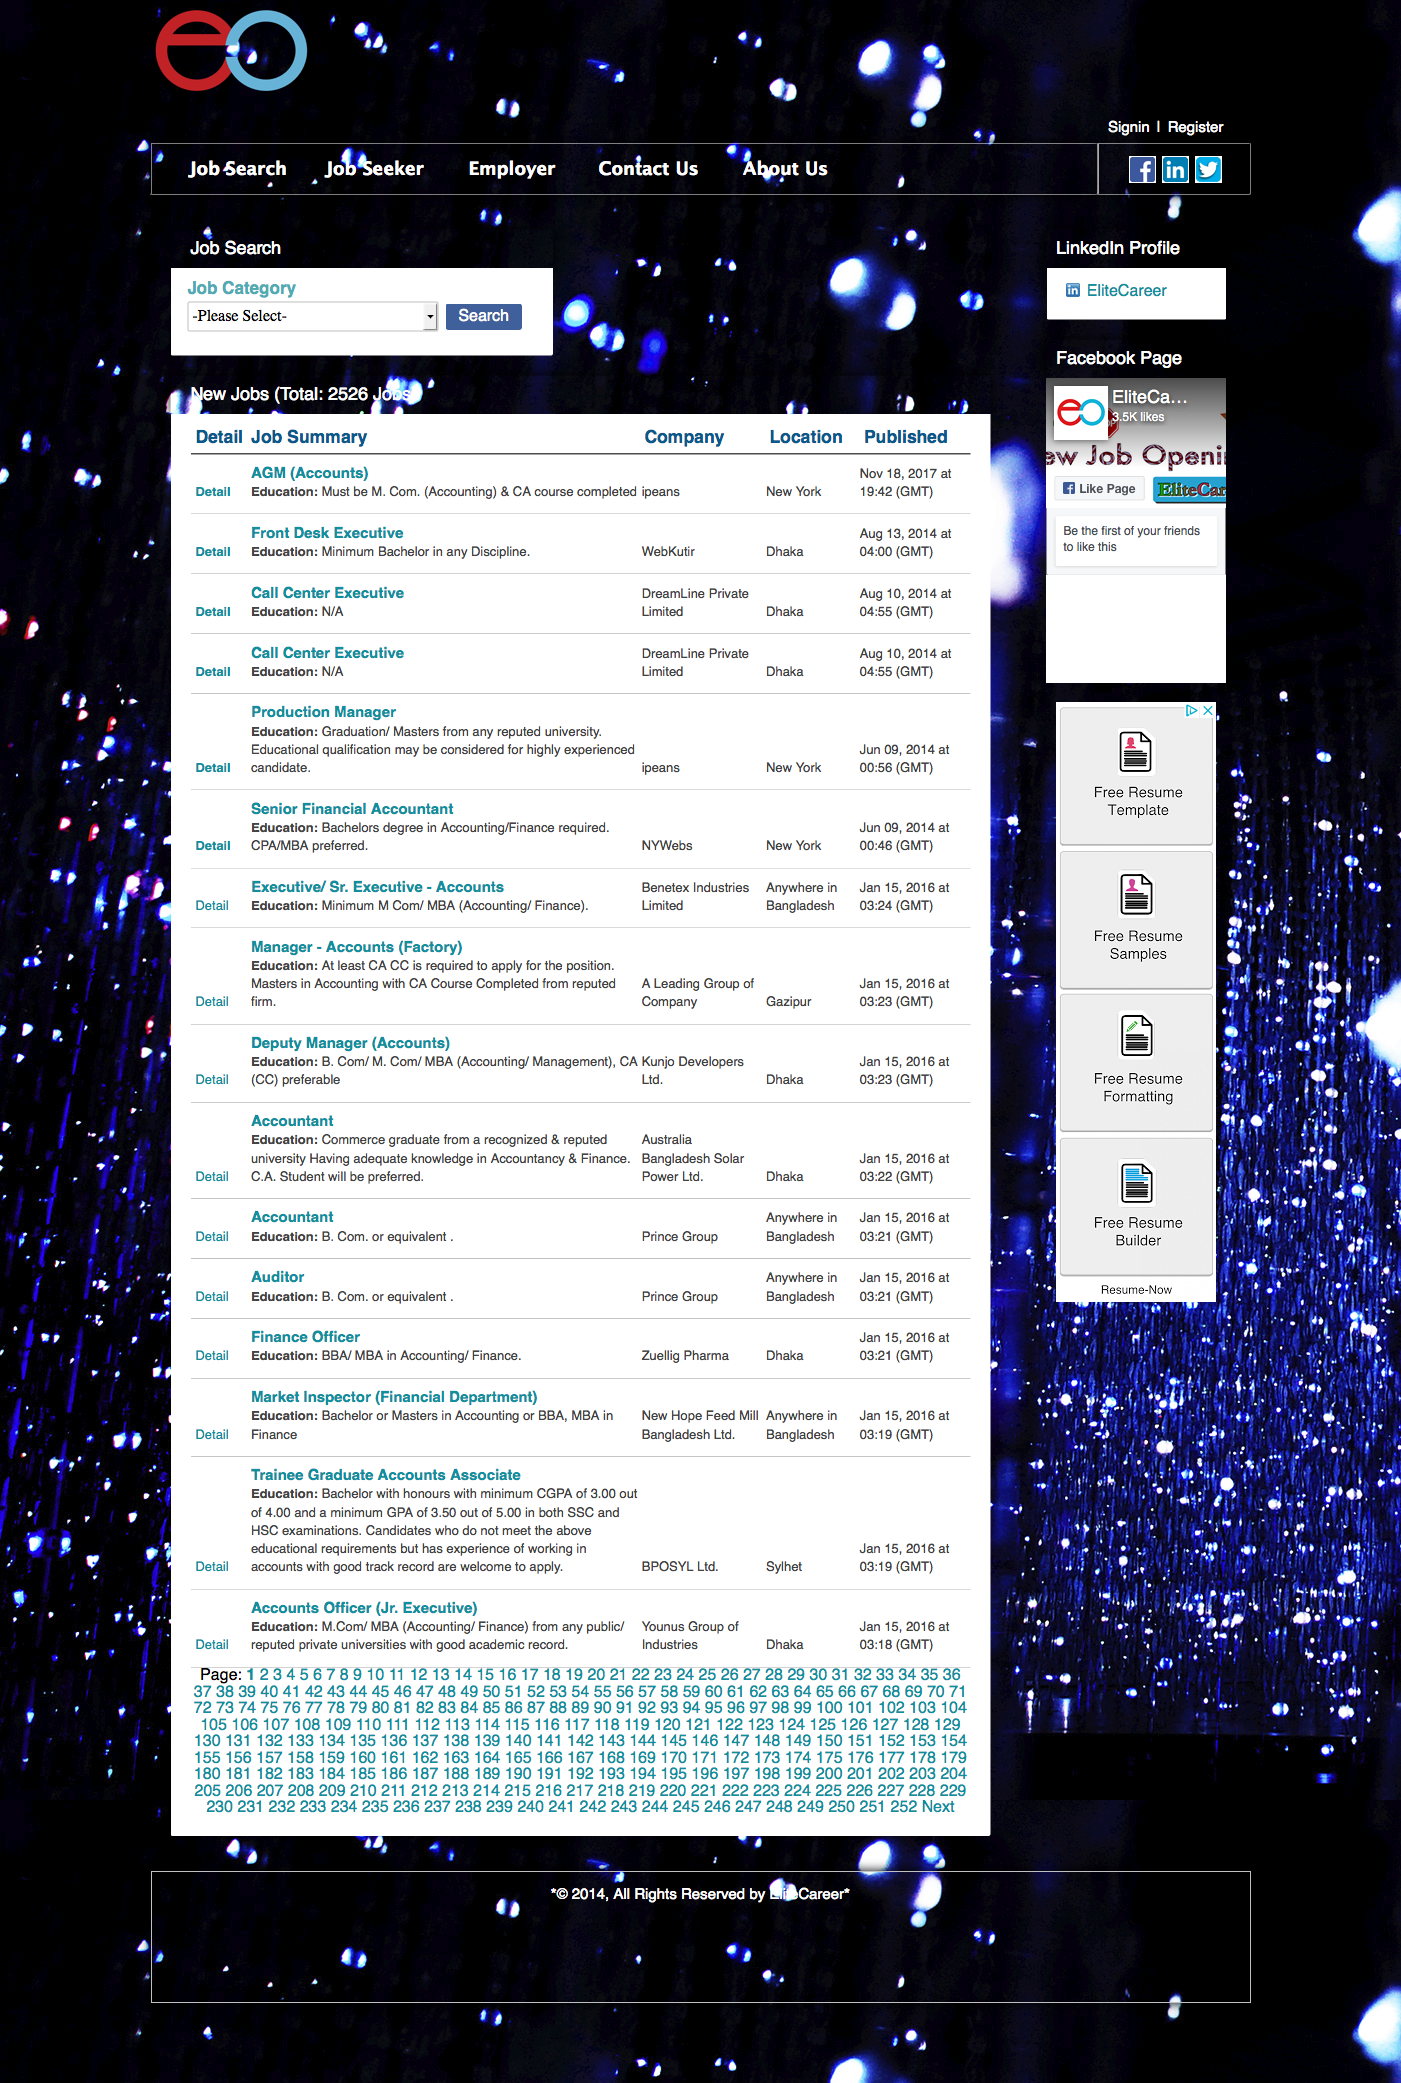 eo
Signin | Register
Job Search Job Seeker Employer Contact Us About Us
Job Search
Job Category
-Please Select- Search
New Jobs (Total: 2526 Jobs)
Detail Job Summary Company Location Published
AGM (Accounts) Nov 18, 2017 at
Detail Education: Must be M. Com. (Accounting) & CA course completed ipeans New York 19:42 (GMT)
Front Desk Executive Aug 13, 2014 at
Detail Education: Minimum Bachelor in any Discipline. WebKutir Dhaka 04:00 (GMT)
Call Center Executive DreamLine Private Aug 10, 2014 at
Detail Education: N/A Limited Dhaka 04:55 (GMT)
Call Center Executive DreamLine Private Aug 10, 2014 at
Detail Education: N/A Limited Dhaka 04:55 (GMT)
Production Manager
Education: Graduation/ Masters from any reputed university.
Educational qualification may be considered for highly experienced Jun 09, 2014 at
Detail candidate. ipeans New York 00:56 (GMT)
Senior Financial Accountant
Education: Bachelors degree in Accounting/Finance required. Jun 09, 2014 at
Detail CPA/MBA preferred. NYWebs New York 00:46 (GMT)
Executive/ Sr. Executive - Accounts Benetex Industries Anywhere in Jan 15, 2016 at
Detail Education: Minimum M Com/ MBA (Accounting/ Finance). Limited Bangladesh 03:24 (GMT)
Manager - Accounts (Factory)
Education: At least CA CC is required to apply for the position.
Masters in Accounting with CA Course Completed from reputed A Leading Group of Jan 15, 2016 at
Detail firm. Company Gazipur 03:23 (GMT)
Deputy Manager (Accounts)
Education: B. Com/ M. Com/ MBA (Accounting/ Management), CA Kunjo Developers Jan 15, 2016 at
Detail (CC) preferable Ltd. Dhaka 03:23 (GMT)
Accountant
Education: Commerce graduate from a recognized & reputed Australia
university Having adequate knowledge in Accountancy & Finance. Bangladesh Solar Jan 15, 2016 at
Detail C.A. Student will be preferred. Power Ltd. Dhaka 03:22 (GMT)
Accountant Anywhere in Jan 15, 2016 at
Detail Education: B. Com. or equivalent . Prince Group Bangladesh 03:21 (GMT)
Auditor Anywhere in Jan 15, 2016 at
Detail Education: B. Com. or equivalent . Prince Group Bangladesh 03:21 (GMT)
Finance Officer Jan 15, 2016 at
Detail Education: BBA/ MBA in Accounting/ Finance. Zuellig Pharma Dhaka 03:21 (GMT)
Market Inspector (Financial Department)
Education: Bachelor or Masters in Accounting or BBA, MBA in New Hope Feed Mill Anywhere in Jan 15, 2016 at
Detail Finance Bangladesh Ltd. Bangladesh 03:19 (GMT)
Trainee Graduate Accounts Associate
Education: Bachelor with honours with minimum CGPA of 3.00 out
of 4.00 and a minimum GPA of 3.50 out of 5.00 in both SSC and
HSC examinations. Candidates who do not meet the above
educational requirements but has experience of working in Jan 15, 2016 at
Detail accounts with good track record are welcome to apply. BPOSYL Ltd. Sylhet 03:19 (GMT)
Accounts Officer (Jr. Executive)
Education: M.Com/ MBA (Accounting/ Finance) from any public/ Younus Group of Jan 15, 2016 at
Detail reputed private universities with good academic record. Industries Dhaka 03:18 (GMT)
Page: 1 2 3 4 5 6 7 8 9 10 11 12 13 14 15 16 17 18 19 20 21 22 23 24 25 26 27 28 29 30 31 32 33 34 35 36
37 38 39 40 41 42 43 44 45 46 47 48 49 50 51 52 53 54 55 56 57 58 59 60 61 62 63 64 65 66 67 68 69 70 71
72 73 74 75 76 77 78 79 80 81 82 83 84 85 86 87 88 89 90 91 92 93 94 95 96 97 98 99 100 101 102 103 104
105 106 107 108 109 110 111 112 113 114 115 116 117 118 119 120 121 122 123 124 125 126 127 128 129
130 131 132 133 134 135 136 137 138 139 140 141 142 143 144 145 146 147 148 149 150 151 152 153 154
155 156 157 158 159 160 161 162 163 164 165 166 167 168 169 170 171 172 173 174 175 176 177 178 179
180 181 182 183 184 185 186 187 188 189 190 191 192 193 194 195 196 197 198 199 200 201 202 203 204
205 206 207 208 209 210 211 212 213 214 215 216 217 218 219 220 221 222 223 224 225 226 227 228 229
230 231 232 233 234 235 236 237 238 239 240 241 242 243 244 245 246 247 248 249 250 251 252 Next
LinkedIn Profile
in EliteCareer
Facebook Page
eo EliteCa...
3.5K likes
ew Job Openi
Like Page EliteCar
Be the first of your friends
to like this
Free Resume
Template
Free Resume
Samples
Free Resume
Formatting
Free Resume
Builder
Resume-Now
*© 2014, All Rights Reserved by EliteCareer*